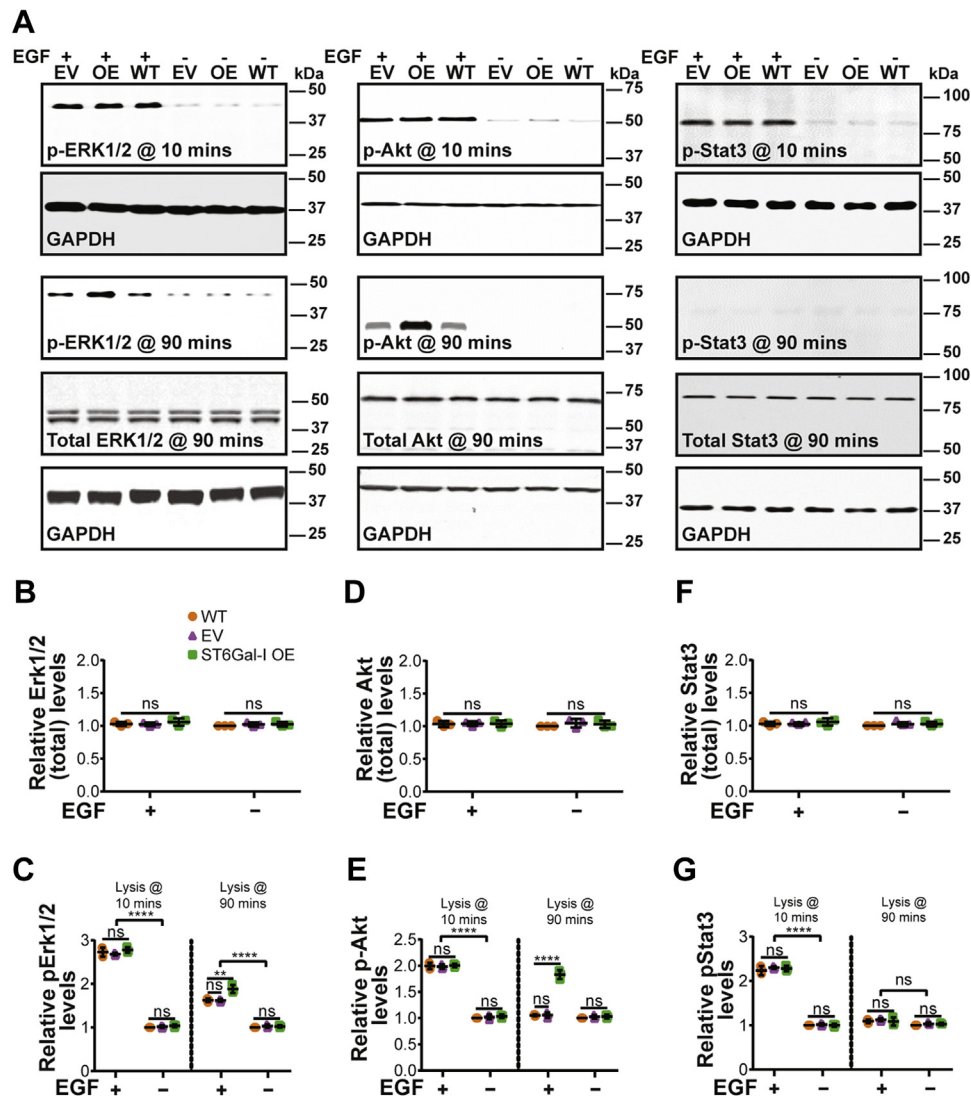 A
EGF + + + - - -
EV OE WT EV OE WT kDa
50
37
25
p-ERK1/2 @ 10 mins
50
37
25
GAPDH
50
37
25
p-ERK1/2 @ 90 mins
50
37
25
Total ERK1/2 @ 90 mins
50
37
25
GAPDH
EGF + + + - - -
EV OE WT EV OE WT kDa
75
50
37
p-Akt @ 10 mins
50
37
25
GAPDH
75
50
37
p-Akt @ 90 mins
75
50
37
Total Akt @ 90 mins
50
37
25
GAPDH
EGF + + + - - -
EV OE WT EV OE WT kDa
100
75
50
p-Stat3 @ 10 mins
50
37
25
GAPDH
100
75
50
p-Stat3 @ 90 mins
100
75
50
Total Stat3 @ 90 mins
50
37
25
GAPDH
B
WT
EV
ST6Gal-I OE
Relative Erk1/2
(total) levels
2.0
1.5
1.0
0.5
0.0
ns ns
EGF + −
D
Relative Akt
(total) levels
2.0
1.5
1.0
0.5
0.0
ns ns
EGF + −
F
Relative Stat3
(total) levels
2.0
1.5
1.0
0.5
0.0
ns ns
EGF + −
C
Lysis @
10 mins
Lysis @
90 mins
Relative pErk1/2
levels
3
2
1
0
****
ns
ns
****
**
ns
ns
EGF + − + −
E
Lysis @
10 mins
Lysis @
90 mins
Relative p-Akt
levels
2.5
2.0
1.5
1.0
0.5
0.0
****
ns
ns
****
ns
ns
EGF + − + −
G
Lysis @
10 mins
Lysis @
90 mins
Relative pStat3
levels
3
2
1
0
****
ns
ns
ns
ns
ns
EGF + − + −